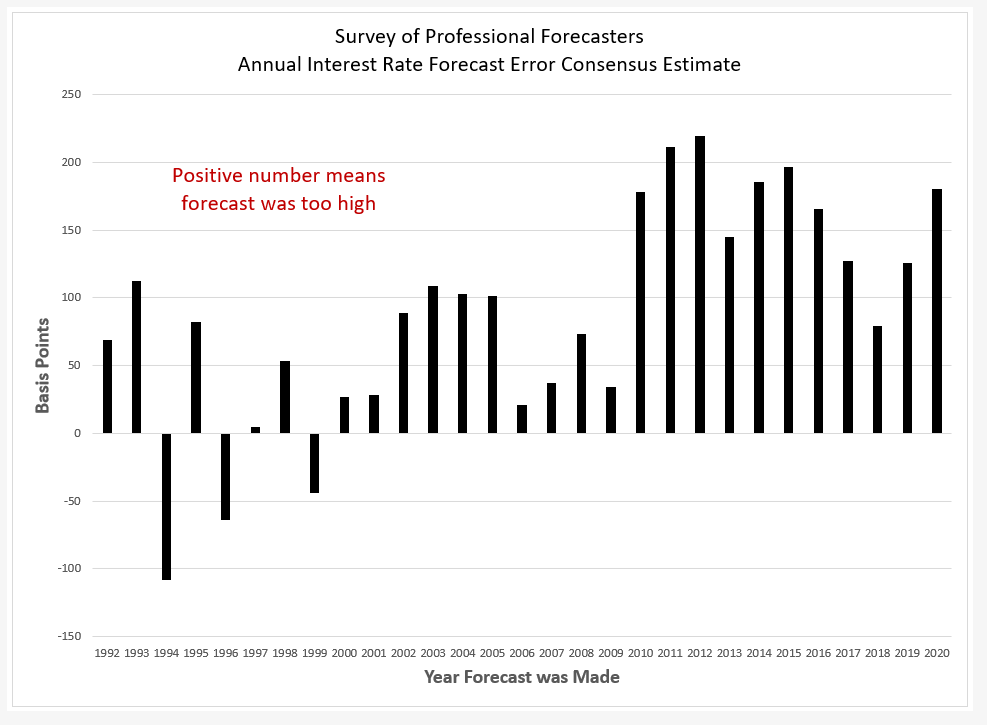 Survey of Professional Forecasters
Annual Interest Rate Forecast Error Consensus Estimate
250
200
150
100
50
0
-50
-100
-150
Basis Points
Positive number means
forecast was too high
1992 1993 1994 1995 1996 1997 1998 1999 2000 2001 2002 2003 2004 2005 2006 2007 2008 2009 2010 2011 2012 2013 2014 2015 2016 2017 2018 2019 2020
Year Forecast was Made